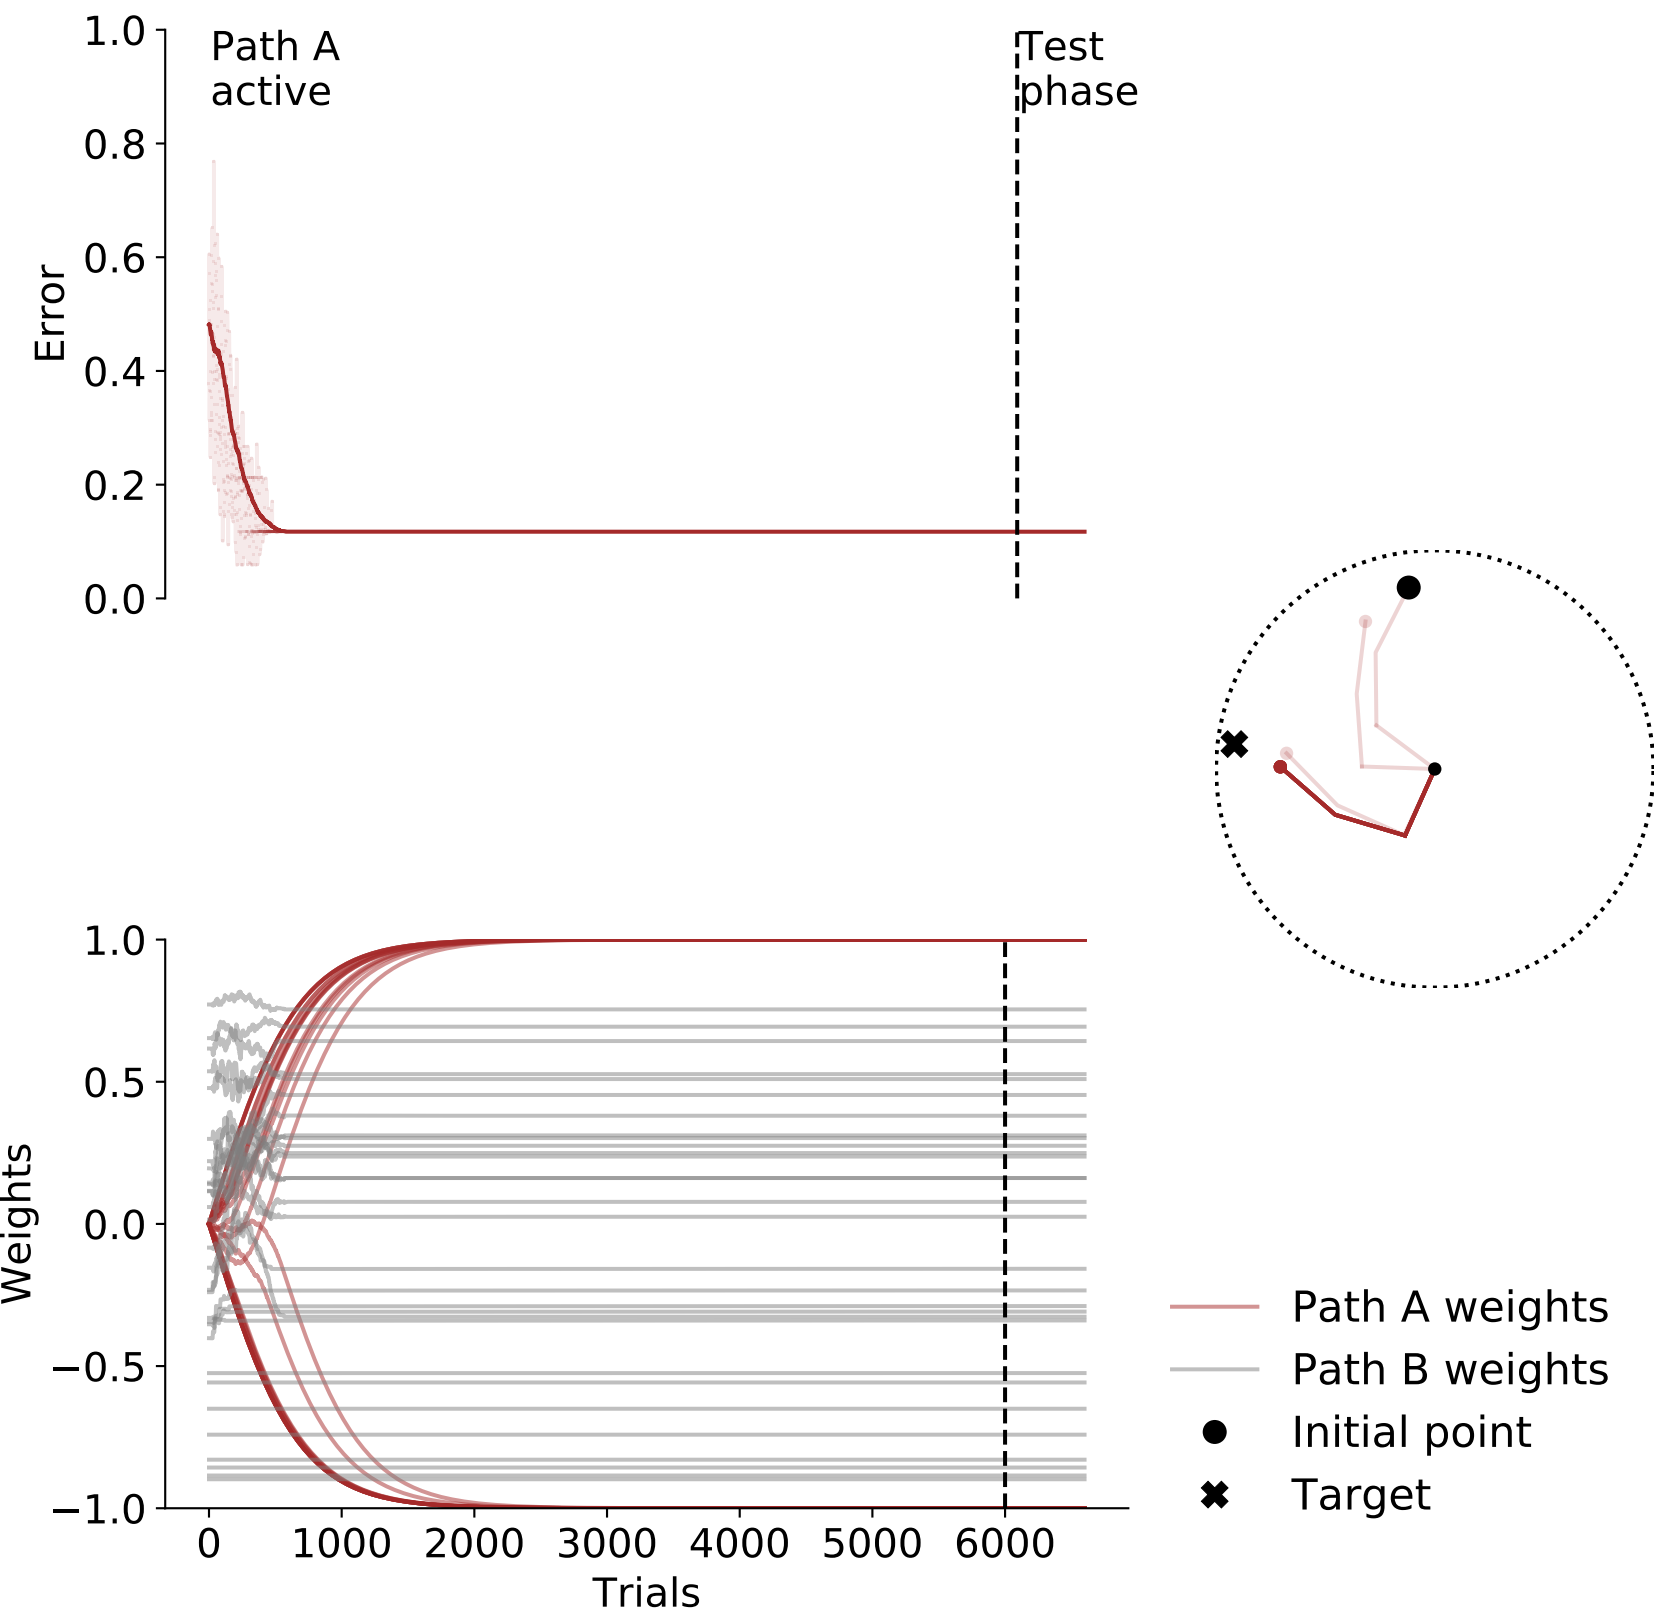 Path A
active
Test
phase
1.0
0.8
0.6
0.4
0.2
0.0
Error
1.0
0.5
0.0
−0.5
−1.0
Weights
0 1000 2000 3000 4000 5000 6000
Trials
Path A weights
Path B weights
Initial point
Target